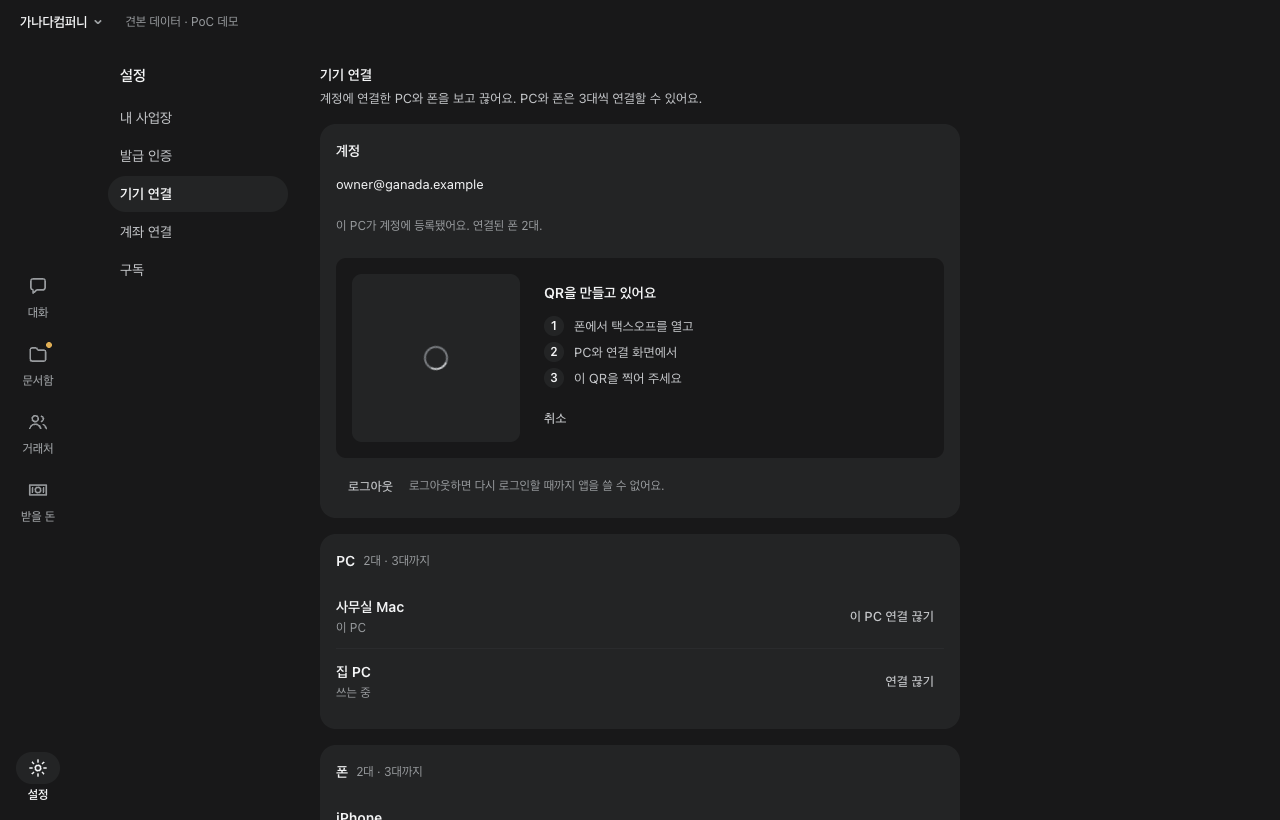 가나다컴퍼니
견본 데이터 · PoC 데모
설정
내 사업장
발급 인증
기기 연결
계좌 연결
구독
대화
문서함
거래처
받을 돈
설정
기기 연결
계정에 연결한 PC와 폰을 보고 끊어요. PC와 폰은 3대씩 연결할 수 있어요.
계정
owner@ganada.example
이 PC가 계정에 등록됐어요. 연결된 폰 2대.
QR을 만들고 있어요
1 폰에서 택스오프를 열고
2 PC와 연결 화면에서
3 이 QR을 찍어 주세요
취소
로그아웃 로그아웃하면 다시 로그인할 때까지 앱을 쓸 수 없어요.
PC 2대 · 3대까지
사무실 Mac
이 PC
이 PC 연결 끊기
집 PC
쓰는 중
연결 끊기
폰 2대 · 3대까지
iPhone